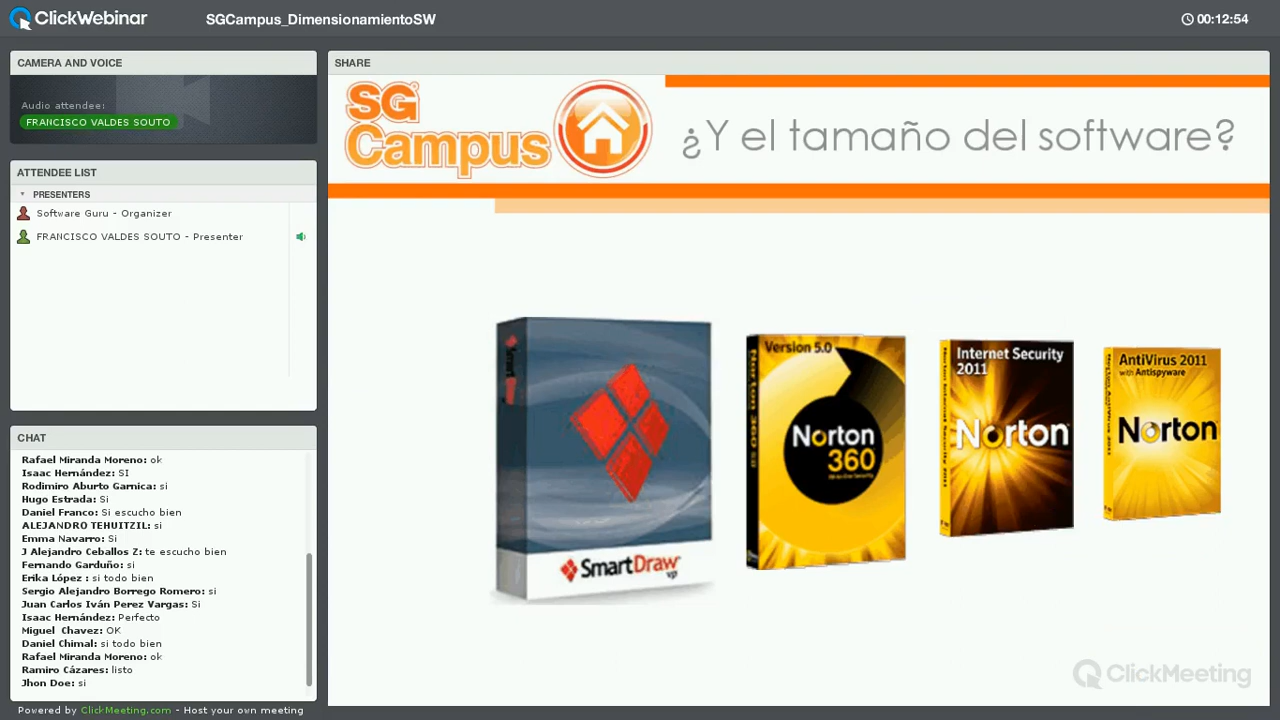 ClickWebinar
SGCampus_DimensionamientoSW
00:12:54
CAMERA AND VOICE
Audio attendee:
FRANCISCO VALDES SOUTO
ATTENDEE LIST
PRESENTERS
Software Guru - Organizer
FRANCISCO VALDES SOUTO - Presenter
CHAT
Rafael Miranda Moreno: ok
Isaac Hernández: SI
Rodimiro Aburto Garnica: si
Hugo Estrada: Si
Daniel Franco: Si escucho bien
ALEJANDRO TEHUITZIL: si
Emma Navarro: Si
J Alejandro Ceballos Z: te escucho bien
Fernando Garduño: si
Erika López : si todo bien
Sergio Alejandro Borrego Romero: si
Juan Carlos Iván Perez Vargas: Si
Isaac Hernández: Perfecto
Miguel  Chavez: OK
Daniel Chimal: si todo bien
Rafael Miranda Moreno: ok
Ramiro Cázares: listo
Jhon Doe: si
Powered by ClickMeeting.com - Host your own meeting
SHARE
SG
Campus
¿Y el tamaño del software?
SmartDraw
vp
Version 5.0
Norton
360
Norton 360 5.0
Internet Security
2011
Norton
AntiVirus 2011
with Antispyware
Norton
ClickMeeting